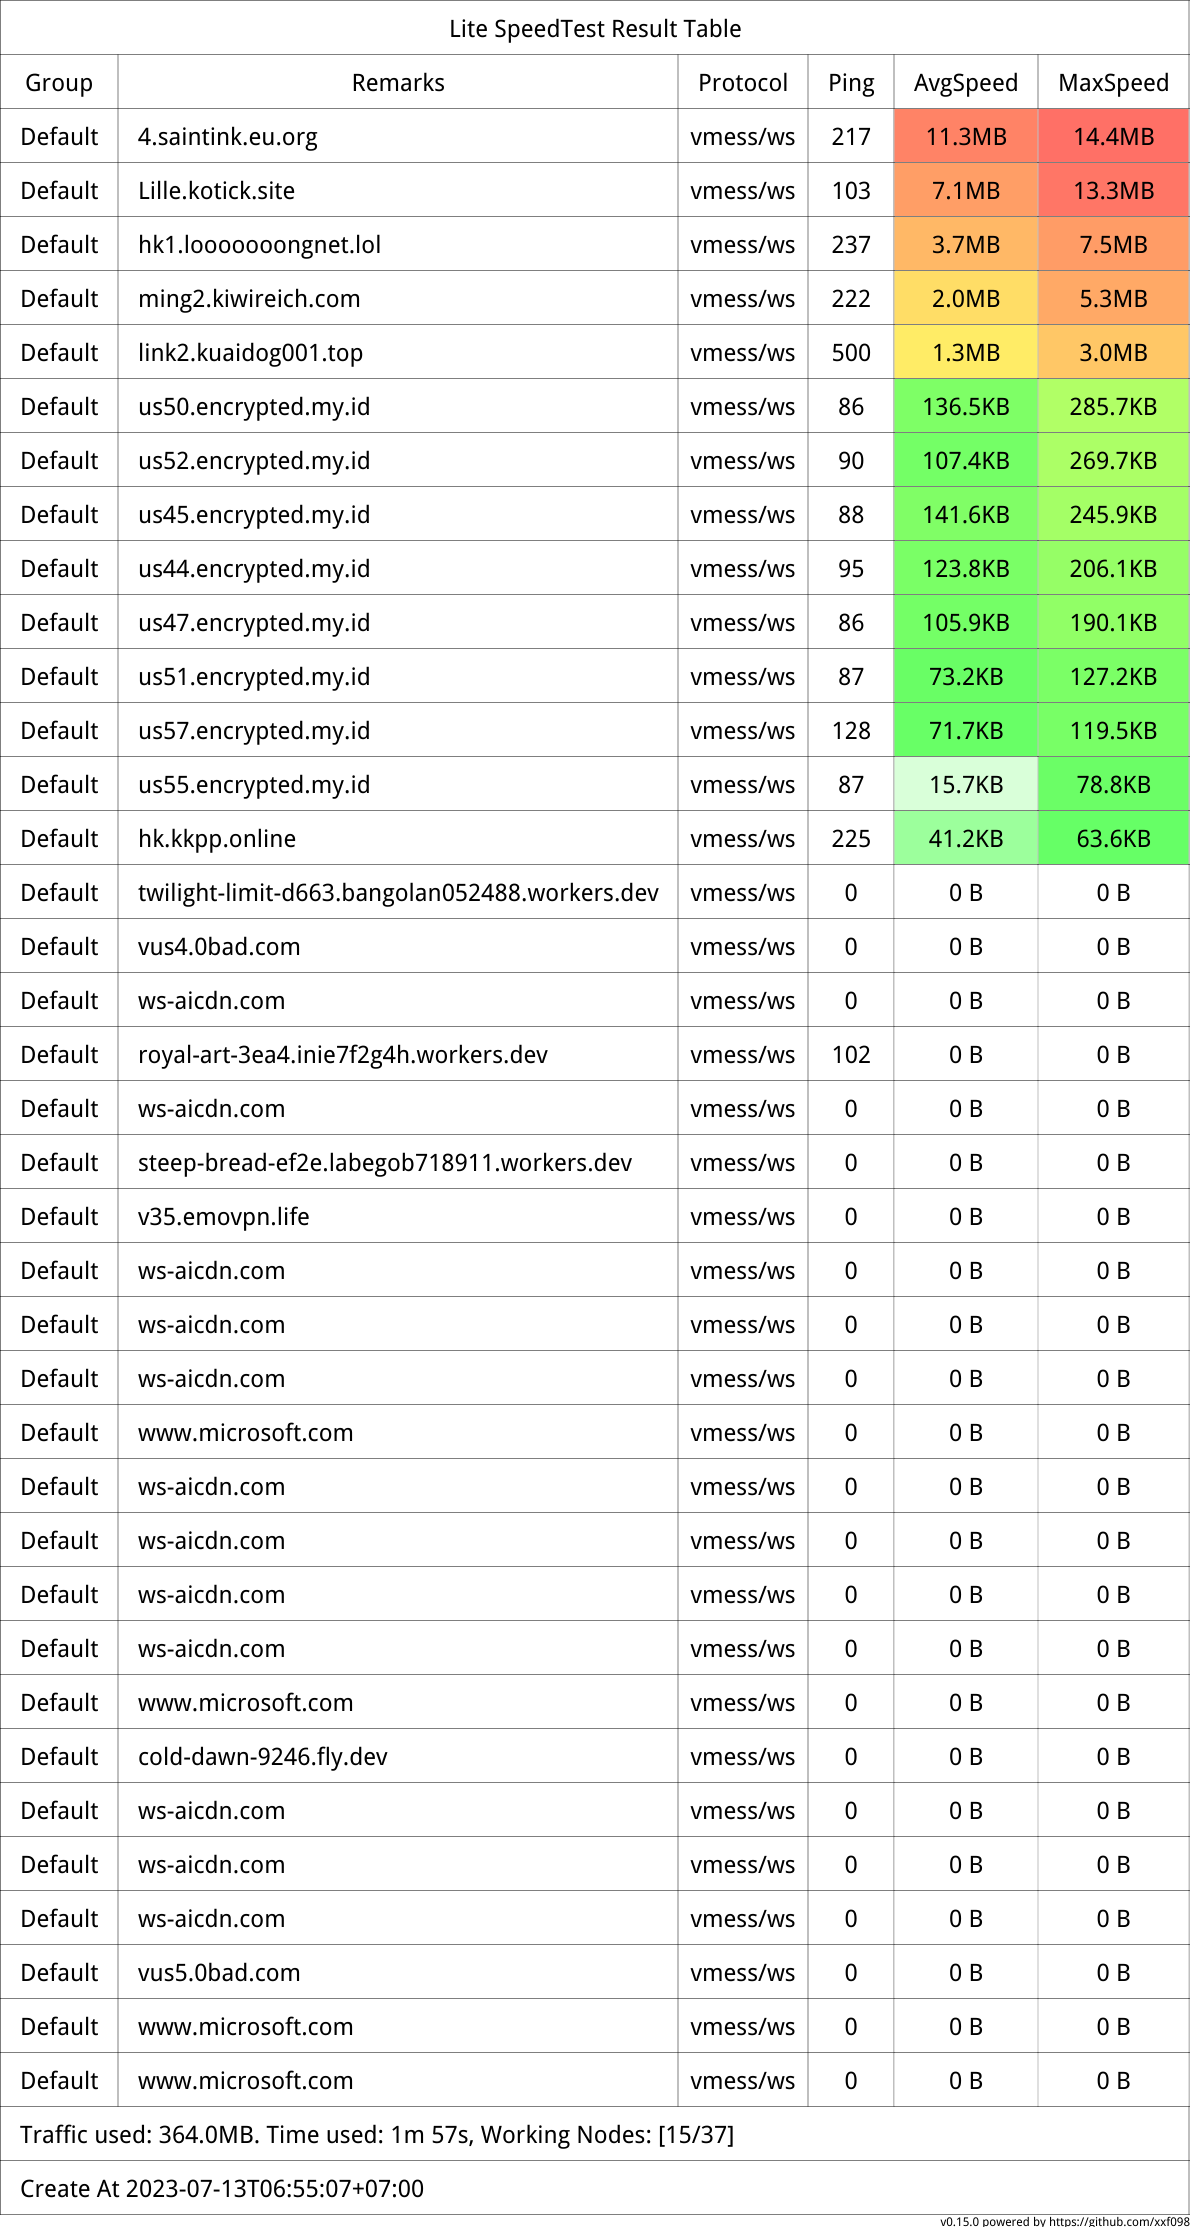 Lite SpeedTest Result Table
Group Remarks Protocol Ping AvgSpeed MaxSpeed
Default 4.saintink.eu.org vmess/ws 217 11.3MB 14.4MB
Default Lille.kotick.site vmess/ws 103 7.1MB 13.3MB
Default hk1.looooooongnet.lol vmess/ws 237 3.7MB 7.5MB
Default ming2.kiwireich.com vmess/ws 222 2.0MB 5.3MB
Default link2.kuaidog001.top vmess/ws 500 1.3MB 3.0MB
Default us50.encrypted.my.id vmess/ws 86 136.5KB 285.7KB
Default us52.encrypted.my.id vmess/ws 90 107.4KB 269.7KB
Default us45.encrypted.my.id vmess/ws 88 141.6KB 245.9KB
Default us44.encrypted.my.id vmess/ws 95 123.8KB 206.1KB
Default us47.encrypted.my.id vmess/ws 86 105.9KB 190.1KB
Default us51.encrypted.my.id vmess/ws 87 73.2KB 127.2KB
Default us57.encrypted.my.id vmess/ws 128 71.7KB 119.5KB
Default us55.encrypted.my.id vmess/ws 87 15.7KB 78.8KB
Default hk.kkpp.online vmess/ws 225 41.2KB 63.6KB
Default twilight-limit-d663.bangolan052488.workers.dev vmess/ws 0 0 B 0 B
Default vus4.0bad.com vmess/ws 0 0 B 0 B
Default ws-aicdn.com vmess/ws 0 0 B 0 B
Default royal-art-3ea4.inie7f2g4h.workers.dev vmess/ws 102 0 B 0 B
Default ws-aicdn.com vmess/ws 0 0 B 0 B
Default steep-bread-ef2e.labegob718911.workers.dev vmess/ws 0 0 B 0 B
Default v35.emovpn.life vmess/ws 0 0 B 0 B
Default ws-aicdn.com vmess/ws 0 0 B 0 B
Default ws-aicdn.com vmess/ws 0 0 B 0 B
Default ws-aicdn.com vmess/ws 0 0 B 0 B
Default www.microsoft.com vmess/ws 0 0 B 0 B
Default ws-aicdn.com vmess/ws 0 0 B 0 B
Default ws-aicdn.com vmess/ws 0 0 B 0 B
Default ws-aicdn.com vmess/ws 0 0 B 0 B
Default ws-aicdn.com vmess/ws 0 0 B 0 B
Default www.microsoft.com vmess/ws 0 0 B 0 B
Default cold-dawn-9246.fly.dev vmess/ws 0 0 B 0 B
Default ws-aicdn.com vmess/ws 0 0 B 0 B
Default ws-aicdn.com vmess/ws 0 0 B 0 B
Default ws-aicdn.com vmess/ws 0 0 B 0 B
Default vus5.0bad.com vmess/ws 0 0 B 0 B
Default www.microsoft.com vmess/ws 0 0 B 0 B
Default www.microsoft.com vmess/ws 0 0 B 0 B
Traffic used: 364.0MB. Time used: 1m 57s, Working Nodes: [15/37]
Create At 2023-07-13T06:55:07+07:00
v0.15.0 powered by https://github.com/xxf098